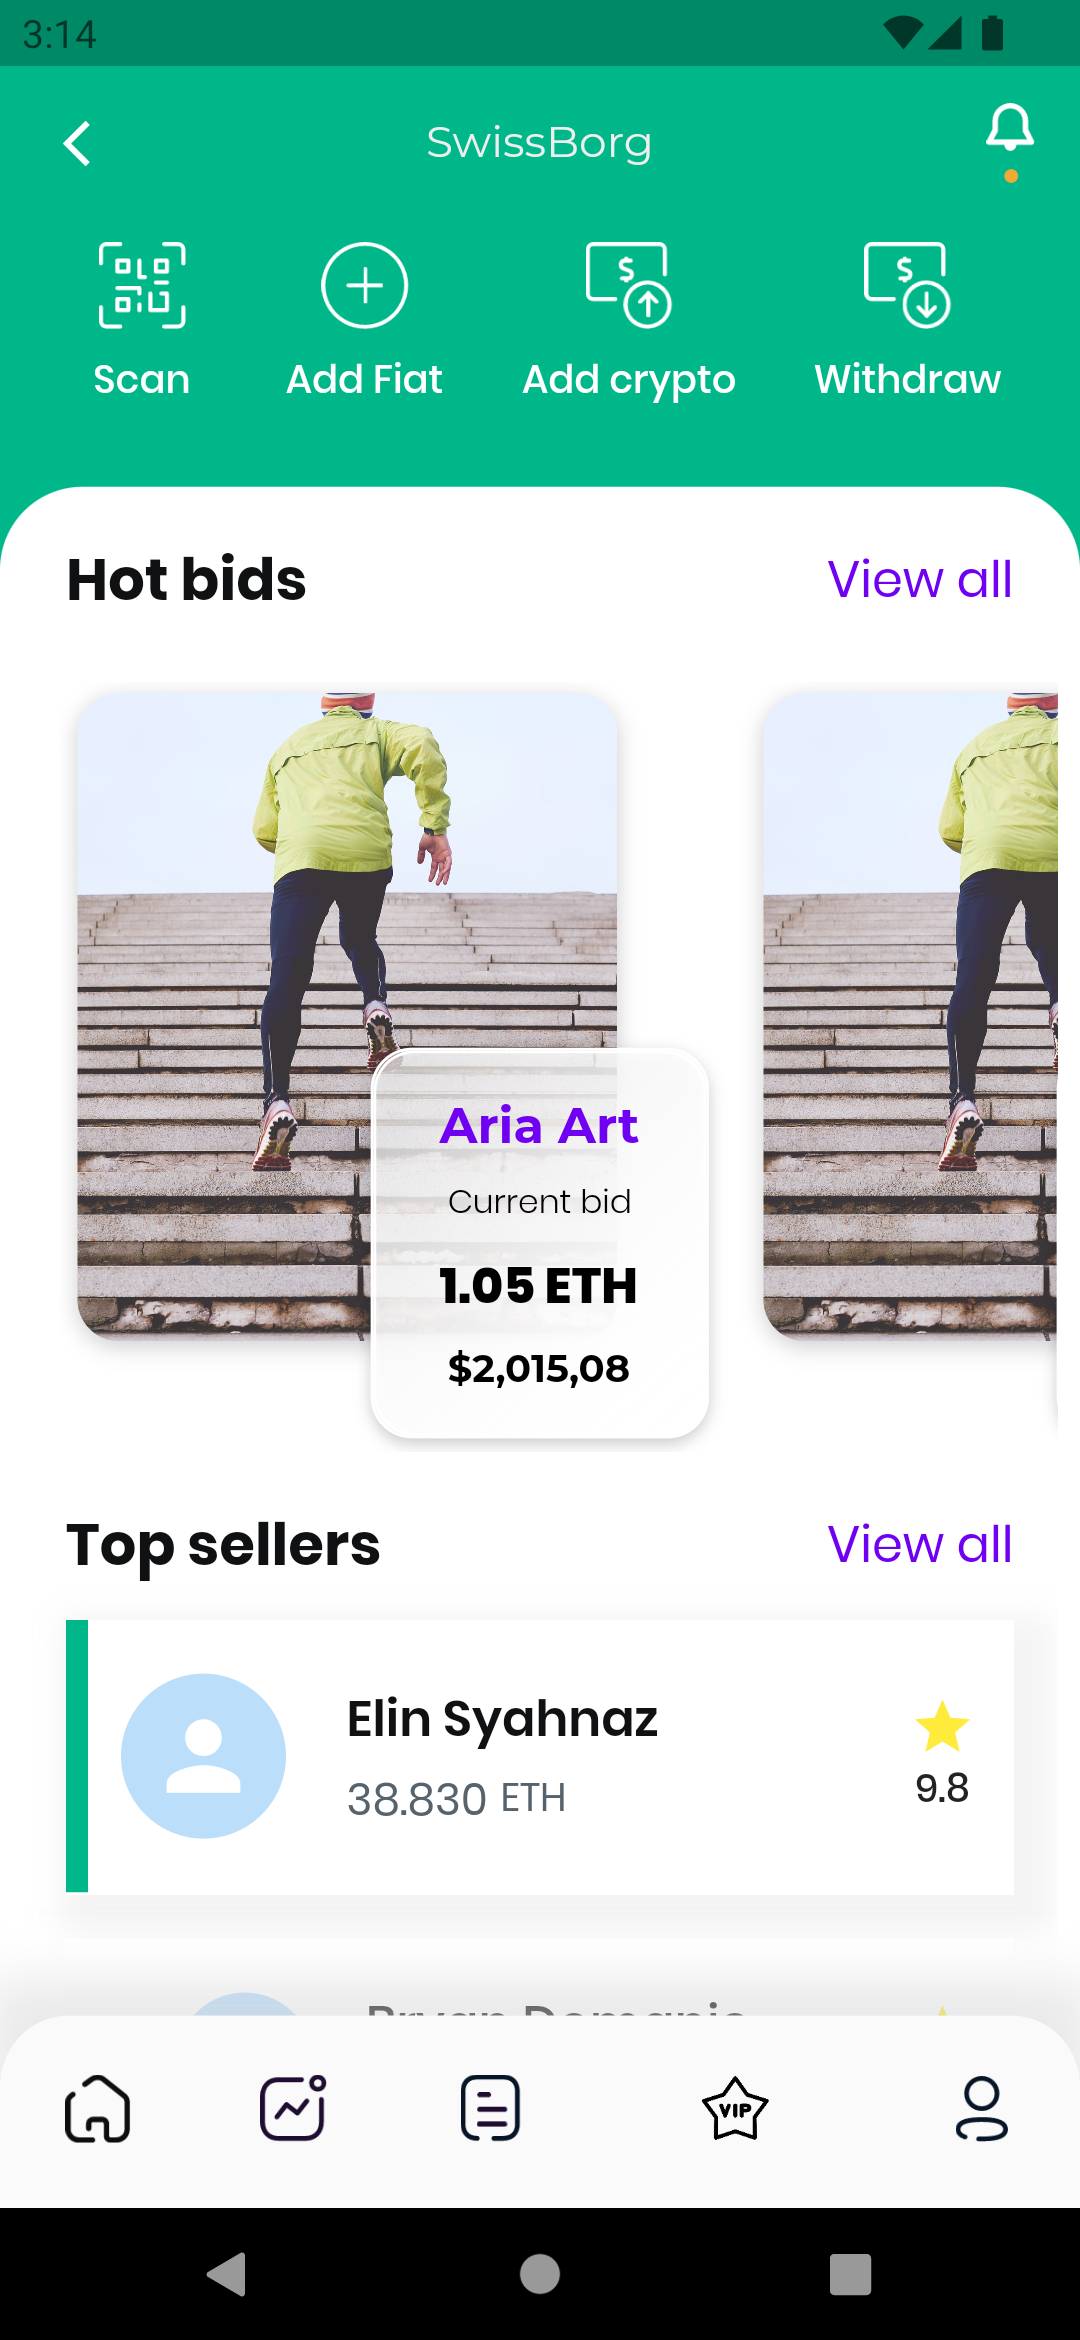 3:14
SwissBorg
Scan Add Fiat Add crypto Withdraw
Hot bids View all
Aria Art
Current bid
1.05 ETH
$2,015,08
Top sellers View all
Elin Syahnaz
38.830 ETH
9.8
VIP